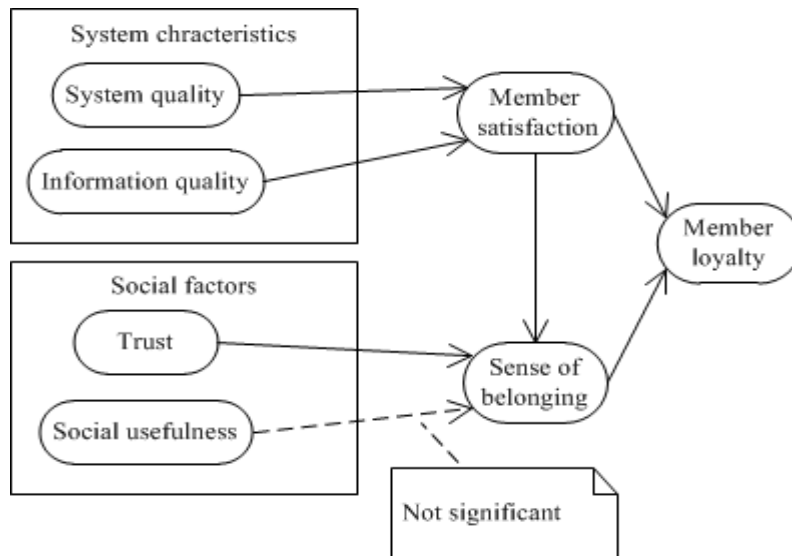 System chracteristics
System quality
Information quality
Member
satisfaction
Member
loyalty
Social factors
Trust
Social usefulness
Sense of
belonging
Not significant